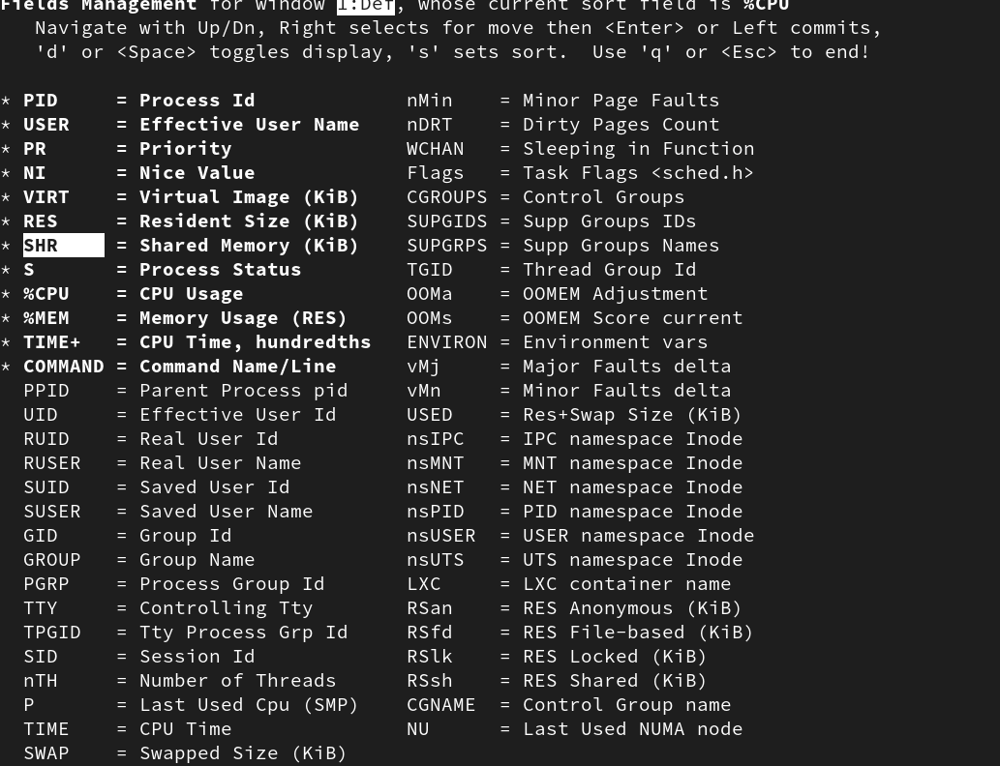 Fields Management for window 1:Def, whose current sort field is %CPU
Navigate with Up/Dn, Right selects for move then <Enter> or Left commits,
'd' or <Space> toggles display, 's' sets sort. Use 'q' or <Esc> to end!
* PID = Process Id nMin = Minor Page Faults
* USER = Effective User Name nDRT = Dirty Pages Count
* PR = Priority WCHAN = Sleeping in Function
* NI = Nice Value Flags = Task Flags <sched.h>
* VIRT = Virtual Image (KiB) CGROUPS = Control Groups
* RES = Resident Size (KiB) SUPGIDS = Supp Groups IDs
* SHR = Shared Memory (KiB) SUPGRPS = Supp Groups Names
* S = Process Status TGID = Thread Group Id
* %CPU = CPU Usage OOMa = OOMEM Adjustment
* %MEM = Memory Usage (RES) OOMs = OOMEM Score current
* TIME+ = CPU Time, hundredths ENVIRON = Environment vars
* COMMAND = Command Name/Line vMj = Major Faults delta
PPID = Parent Process pid vMn = Minor Faults delta
UID = Effective User Id USED = Res+Swap Size (KiB)
RUID = Real User Id nsIPC = IPC namespace Inode
RUSER = Real User Name nsMNT = MNT namespace Inode
SUID = Saved User Id nsNET = NET namespace Inode
SUSER = Saved User Name nsPID = PID namespace Inode
GID = Group Id nsUSER = USER namespace Inode
GROUP = Group Name nsUTS = UTS namespace Inode
PGRP = Process Group Id LXC = LXC container name
TTY = Controlling Tty RSan = RES Anonymous (KiB)
TPGID = Tty Process Grp Id RSfd = RES File-based (KiB)
SID = Session Id RSlk = RES Locked (KiB)
nTH = Number of Threads RSsh = RES Shared (KiB)
P = Last Used Cpu (SMP) CGNAME = Control Group name
TIME = CPU Time NU = Last Used NUMA node
SWAP = Swapped Size (KiB)